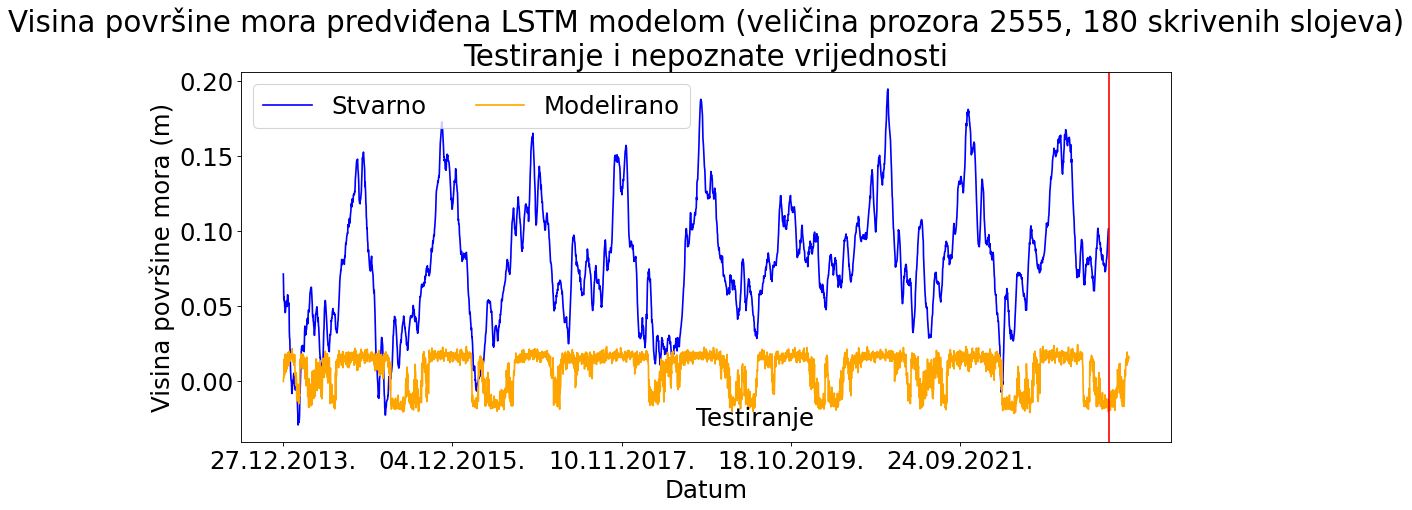 Visina površine mora predviđena LSTM modelom (veličina prozora 2555, 180 skrivenih slojeva)
Testiranje i nepoznate vrijednosti
Stvarno Modelirano
Visina površine mora (m)
0.20
0.15
0.10
0.05
0.00
Testiranje
27.12.2013. 04.12.2015. 10.11.2017. 18.10.2019. 24.09.2021.
Datum